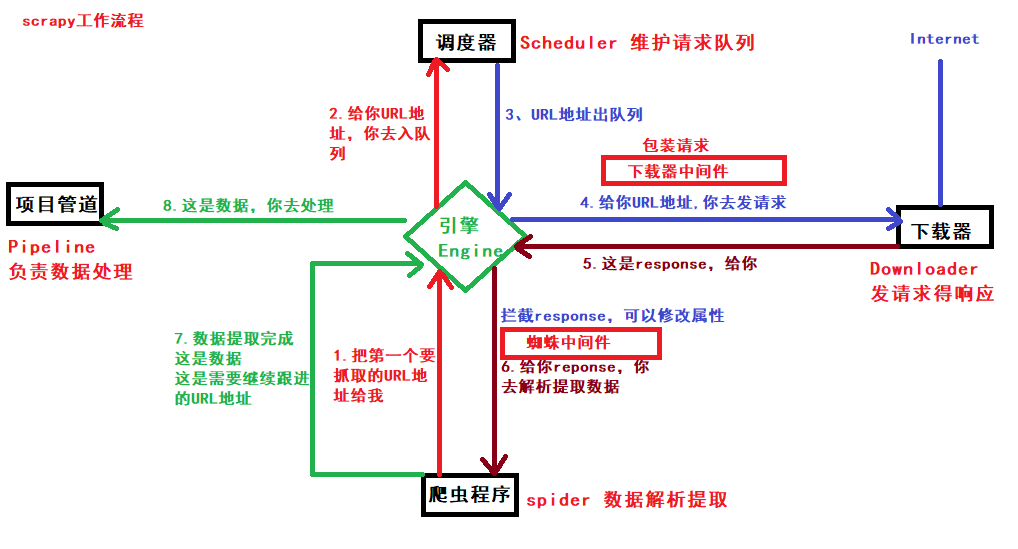 scrapy工作流程
调度器
Scheduler 维护请求队列
Internet
2.给你URL地
址, 你去入队
列
3、URL地址出队列
包装请求
下载器中间件
项目管道
8.这是数据, 你去处理
引擎
Engine
4.给你URL地址,你去发请求
下载器
Pipeline
负责数据处理
5.这是response, 给你
Downloader
发请求得响应
拦截response, 可以修改属性
蜘蛛中间件
7.数据提取完成
这是数据
这是需要继续跟进
的URL地址
1.把第一个要
抓取的URL地
址给我
6.给你reponse, 你
去解析提取数据
爬虫程序
spider 数据解析提取